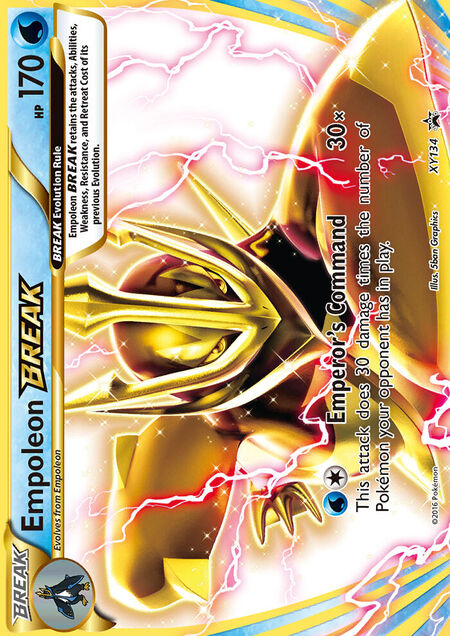 BREAK
Empoleon BREAK
HP 170
Evolves from Empoleon
BREAK Evolution Rule
Empoleon BREAK retains the attacks, Abilities,
Weakness, Resistance, and Retreat Cost of its
previous Evolution.
Emperor's Command 30×
This attack does 30 damage times the number of
Pokémon your opponent has in play.
©2016 Pokémon
Illus. 5ban Graphics
XY134